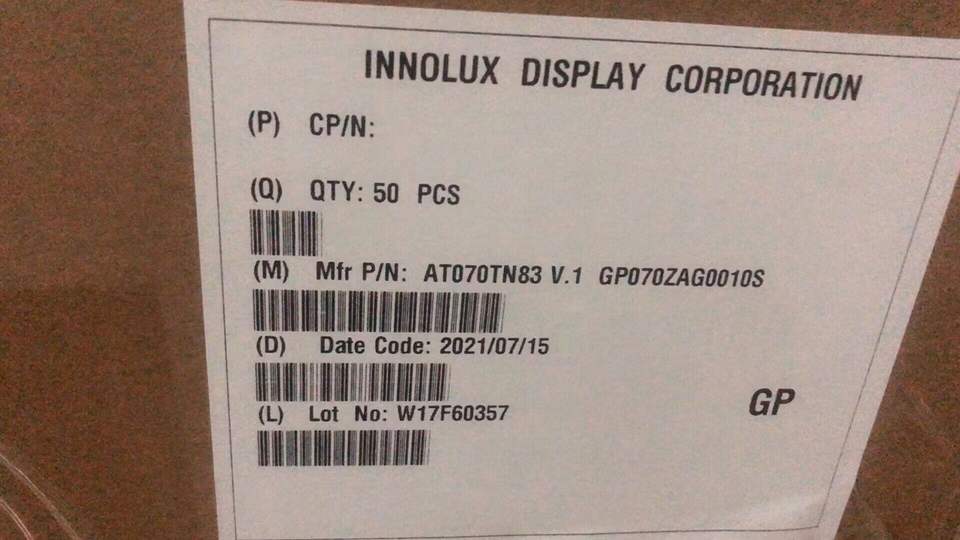 INNOLUX DISPLAY CORPORATION
(P) CP/N:
(Q) QTY: 50 PCS
(M) Mfr P/N: AT070TN83 V.1 GP070ZAG0010S
(D) Date Code: 2021/07/15
(L) Lot No: W17F60357
GP